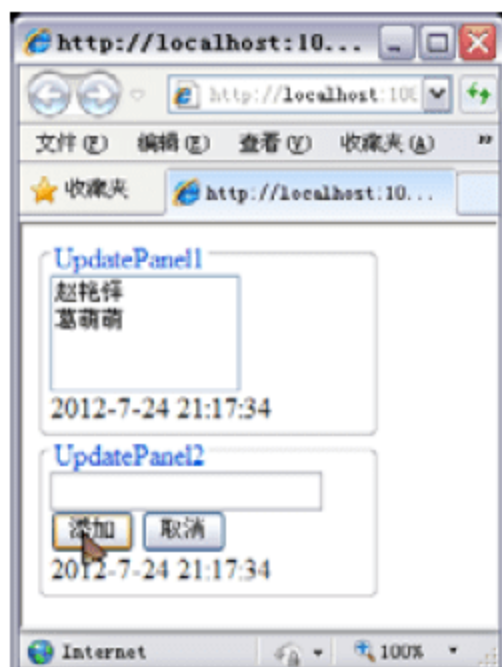 http://localhost:10...
http://localhost:10
文件(F) 编辑(E) 查看(V) 收藏夹(A) »
收藏夹 http://localhost:10...
UpdatePanel1
赵艳铎
葛萌萌
2012-7-24 21:17:34
UpdatePanel2
添加 取消
2012-7-24 21:17:34
Internet 100%